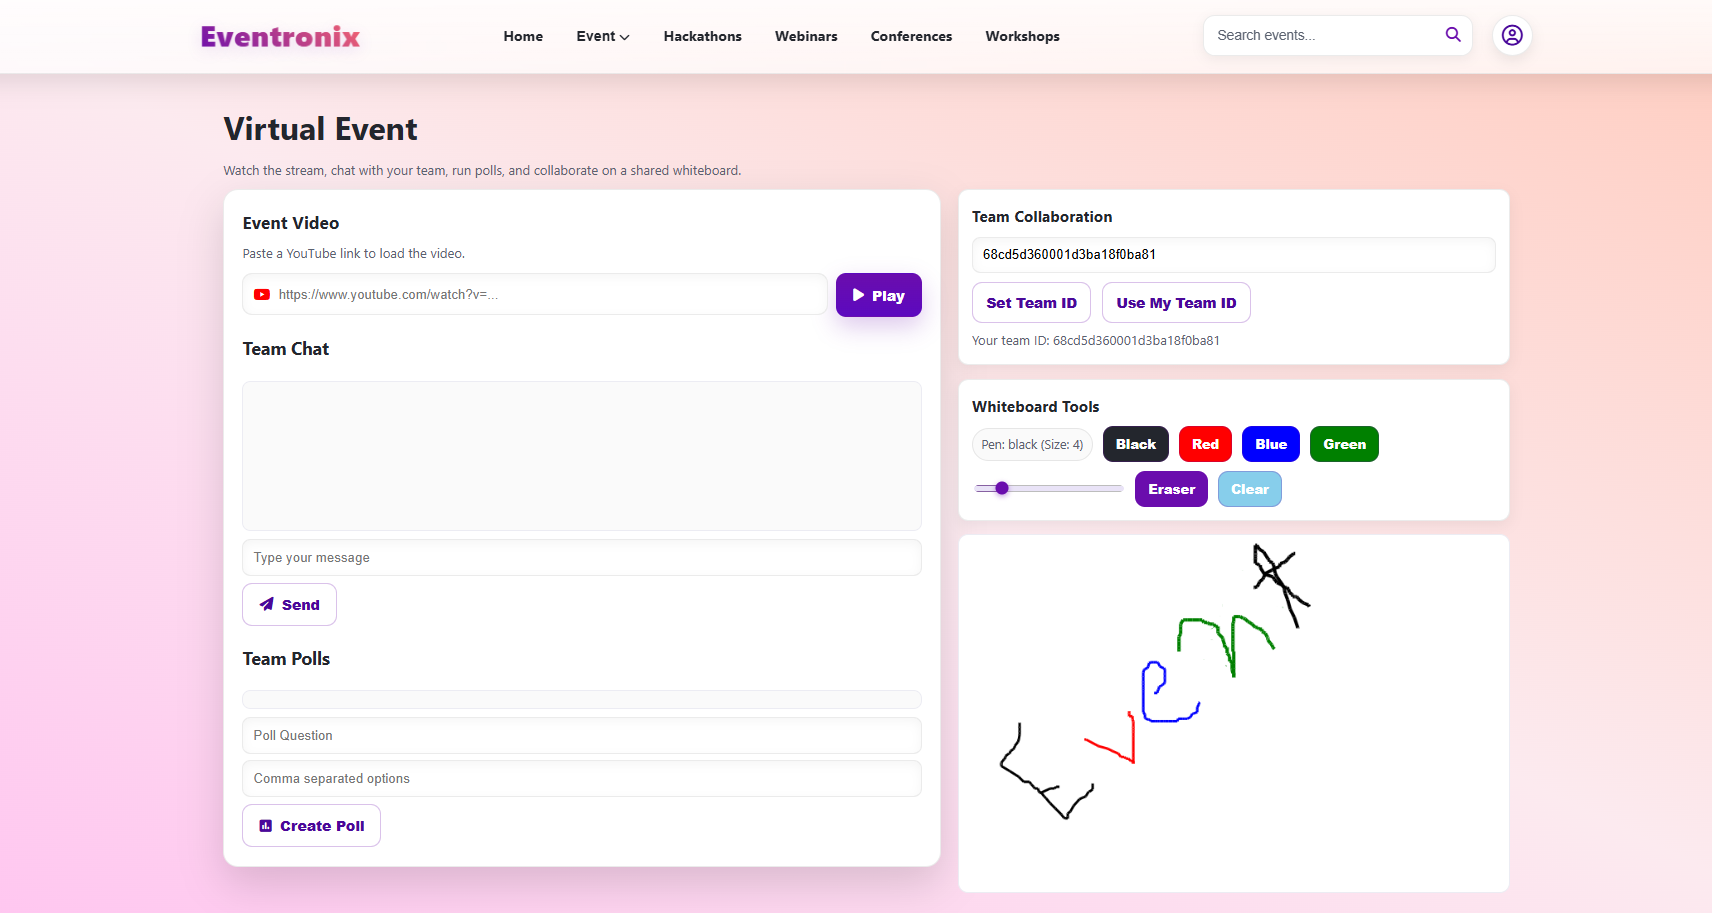 Eventronix
Home
Event
Hackathons
Webinars
Conferences
Workshops
Search events...
Virtual Event
Watch the stream, chat with your team, run polls, and collaborate on a shared whiteboard.
Event Video
Paste a YouTube link to load the video.
https://www.youtube.com/watch?v=...
Play
Team Chat
Type your message
Send
Team Polls
Poll Question
Comma separated options
Create Poll
Team Collaboration
68cd5d360001d3ba18f0ba81
Set Team ID
Use My Team ID
Your team ID: 68cd5d360001d3ba18f0ba81
Whiteboard Tools
Pen: black (Size: 4)
Black
Red
Blue
Green
Eraser
Clear
Event